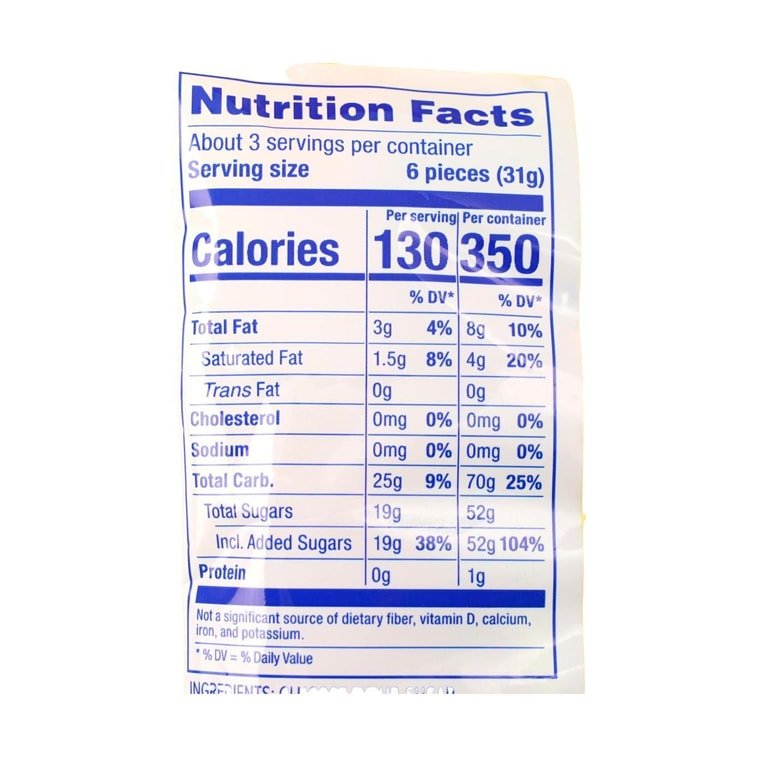 Nutrition Facts
About 3 servings per container
Serving size 6 pieces (31g)
Per serving Per container
Calories 130 350
% DV* % DV*
Total Fat 3g 4% 8g 10%
Saturated Fat 1.5g 8% 4g 20%
Trans Fat 0g 0g
Cholesterol 0mg 0% 0mg 0%
Sodium 0mg 0% 0mg 0%
Total Carb. 25g 9% 70g 25%
Total Sugars 19g 52g
Incl. Added Sugars 19g 38% 52g 104%
Protein 0g 1g
Not a significant source of dietary fiber, vitamin D, calcium,
iron, and potassium.
* % DV = % Daily Value
INGREDIENTS: